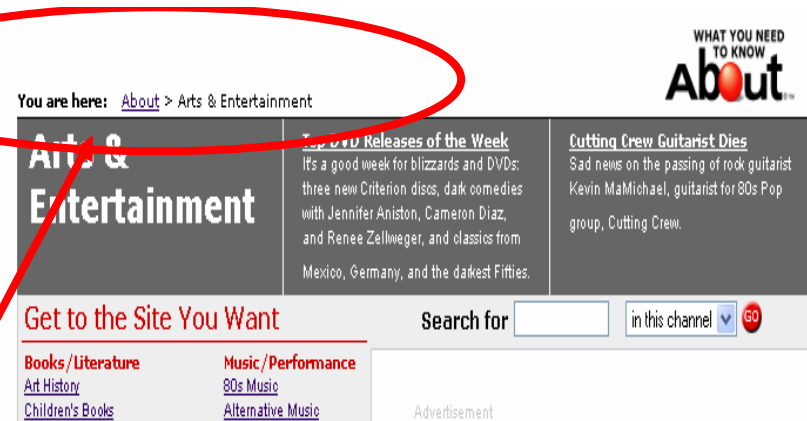 WHAT YOU NEED
TO KNOW
About
You are here: About > Arts & Entertainment
Arts &
Entertainment
Top DVD Releases of the Week
It's a good week for blizzards and DVDs:
three new Criterion discs, dark comedies
with Jennifer Aniston, Cameron Diaz,
and Renee Zellweger, and classics from
Mexico, Germany, and the darkest Fifties.
Cutting Crew Guitarist Dies
Sad news on the passing of rock guitarist
Kevin MaMichael, guitarist for 80s Pop
group, Cutting Crew.
Get to the Site You Want
Search for in this channel GO
Books/Literature
Art History
Children's Books
Music/Performance
80s Music
Alternative Music
Advertisement